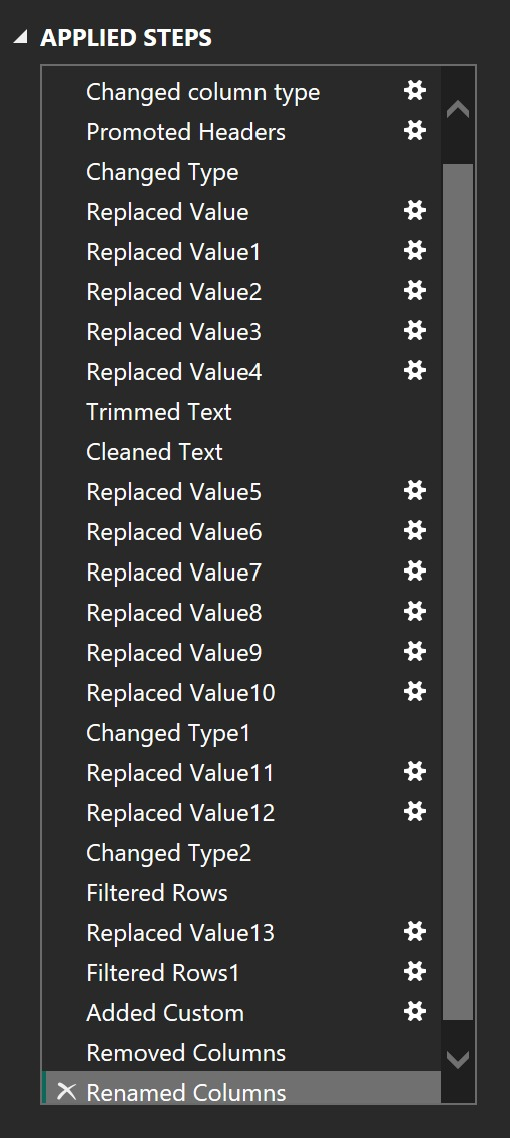 APPLIED STEPS
Changed column type
Promoted Headers
Changed Type
Replaced Value
Replaced Value1
Replaced Value2
Replaced Value3
Replaced Value4
Trimmed Text
Cleaned Text
Replaced Value5
Replaced Value6
Replaced Value7
Replaced Value8
Replaced Value9
Replaced Value10
Changed Type1
Replaced Value11
Replaced Value12
Changed Type2
Filtered Rows
Replaced Value13
Filtered Rows1
Added Custom
Removed Columns
Renamed Columns